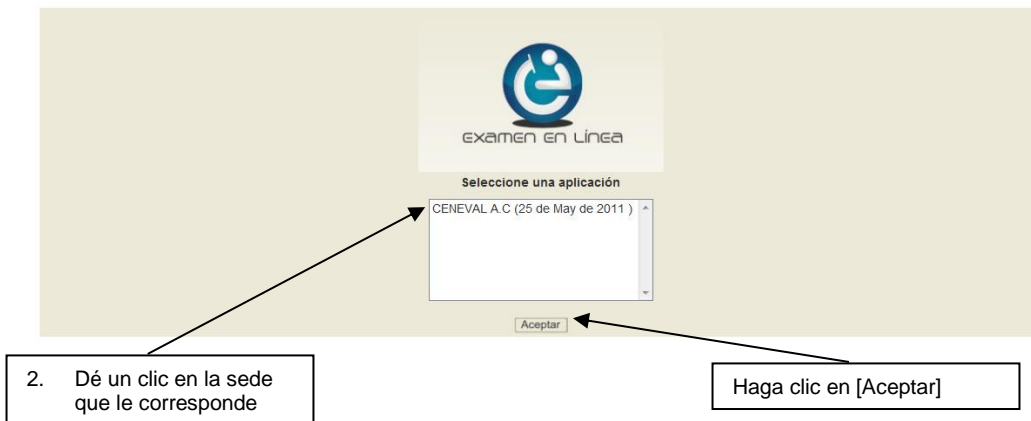 examen en Línea
Seleccione una aplicación
CENEVAL A.C (25 de May de 2011 )
Aceptar
2. Dé un clic en la sede
que le corresponde
Haga clic en [Aceptar]